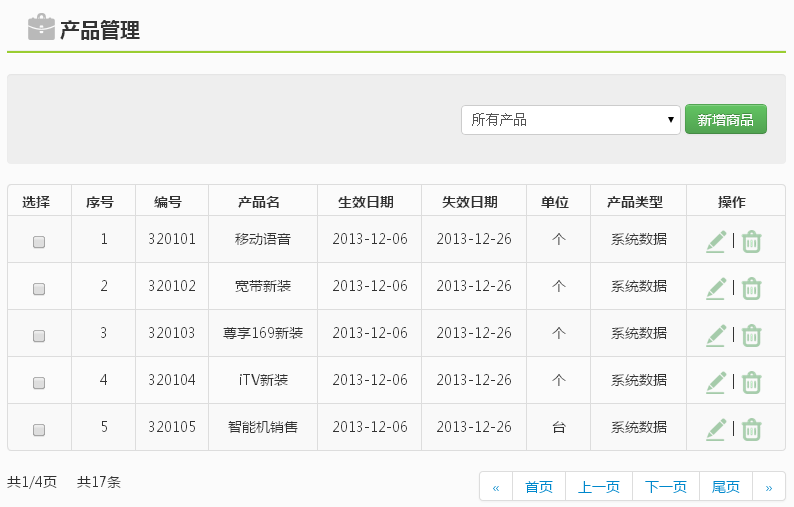 产品管理
所有产品 新增商品
选择 序号 编号 产品名 生效日期 失效日期 单位 产品类型 操作
1 320101 移动语音 2013-12-06 2013-12-26 个 系统数据 |
2 320102 宽带新装 2013-12-06 2013-12-26 个 系统数据 |
3 320103 尊享169新装 2013-12-06 2013-12-26 个 系统数据 |
4 320104 iTV新装 2013-12-06 2013-12-26 个 系统数据 |
5 320105 智能机销售 2013-12-06 2013-12-26 台 系统数据 |
共1/4页 共17条 « 首页 上一页 下一页 尾页 »